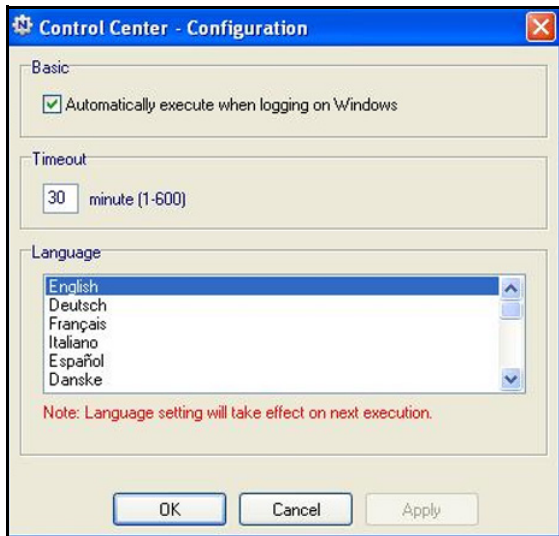 Control Center - Configuration
Basic
Automatically execute when logging on Windows
Timeout
30 minute (1-600)
Language
English
Deutsch
Français
Italiano
Español
Danske
Note: Language setting will take effect on next execution.
OK Cancel Apply